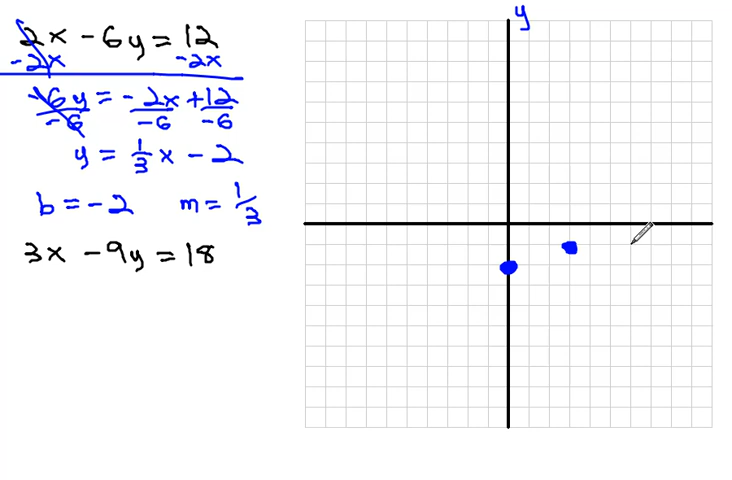 2x - 6y = 12
-2x -2x
-6y = -2x + 12
-6 -6 -6
y = 1/3 x - 2
b = -2 m = 1/3
3x - 9y = 18
y